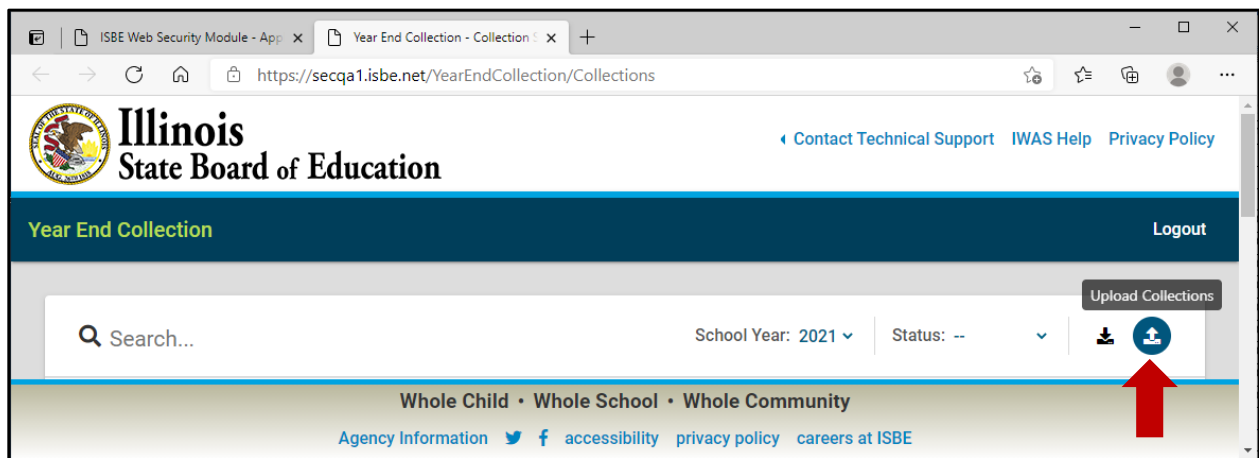 ISBE Web Security Module - App
Year End Collection - Collection S
https://secqa1.isbe.net/YearEndCollection/Collections
Illinois
State Board of Education
Contact Technical Support IWAS Help Privacy Policy
Year End Collection
Logout
Upload Collections
Search...
School Year: 2021
Status: --
Whole Child • Whole School • Whole Community
Agency Information accessibility privacy policy careers at ISBE